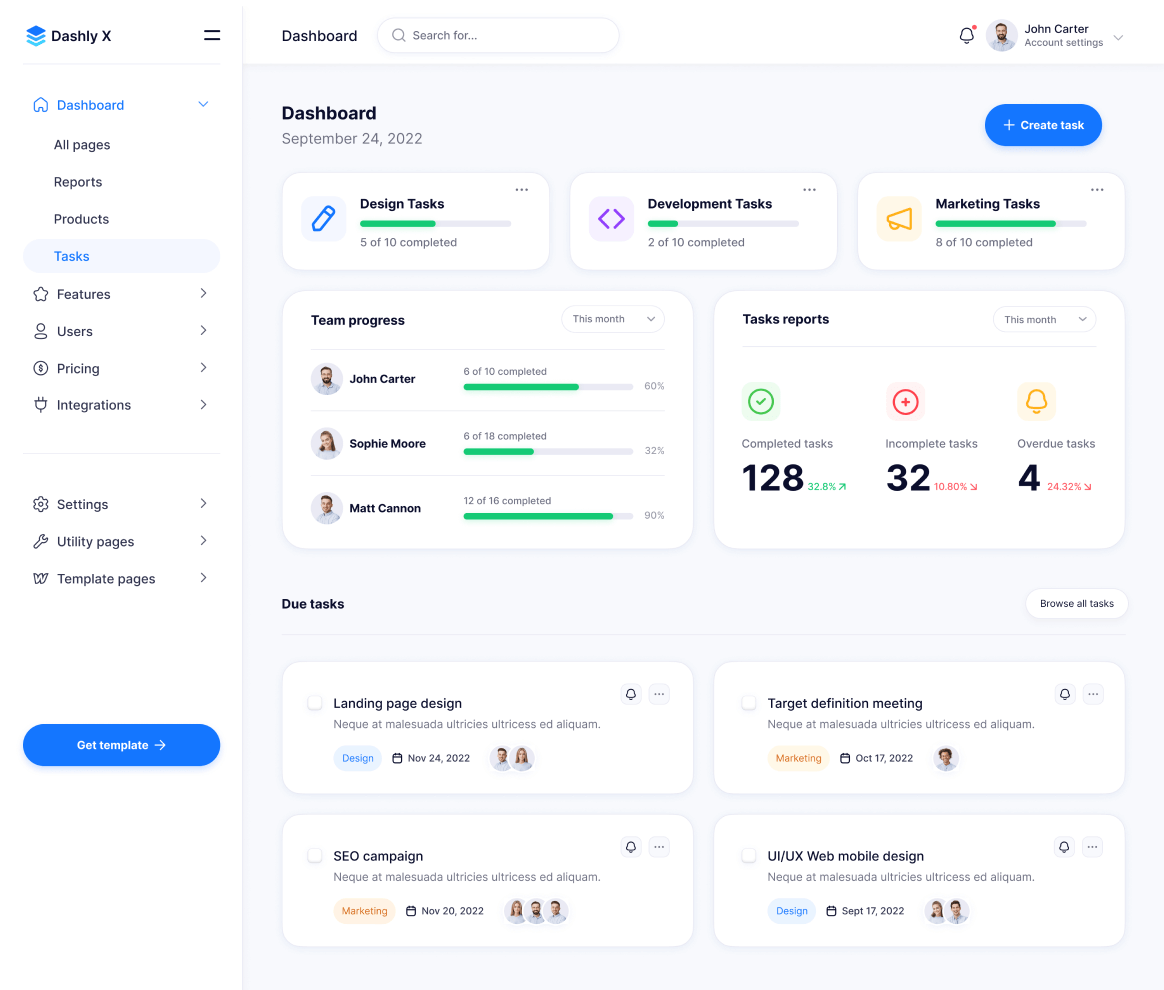 Dashly X
Dashboard
All pages
Reports
Products
Tasks
Features
Users
Pricing
Integrations
Settings
Utility pages
Template pages
Get template
Dashboard
Search for...
John Carter
Account settings
Dashboard
September 24, 2022
Create task
Design Tasks
5 of 10 completed
Development Tasks
2 of 10 completed
Marketing Tasks
8 of 10 completed
Team progress
This month
John Carter
6 of 10 completed
60%
Sophie Moore
6 of 18 completed
32%
Matt Cannon
12 of 16 completed
90%
Tasks reports
This month
Completed tasks
128 32.8%
Incomplete tasks
32 10.80%
Overdue tasks
4 24.32%
Due tasks
Browse all tasks
Landing page design
Neque at malesuada ultricies ultricess ed aliquam.
Design Nov 24, 2022
Target definition meeting
Neque at malesuada ultricies ultricess ed aliquam.
Marketing Oct 17, 2022
SEO campaign
Neque at malesuada ultricies ultricess ed aliquam.
Marketing Nov 20, 2022
UI/UX Web mobile design
Neque at malesuada ultricies ultricess ed aliquam.
Design Sept 17, 2022